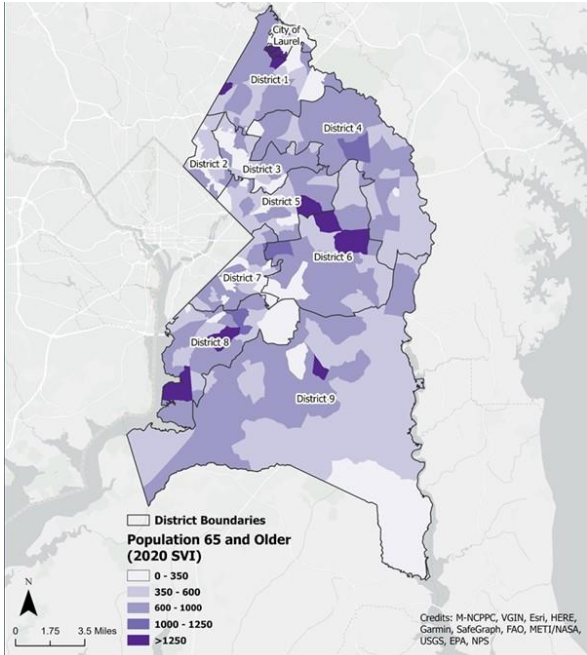 City of
Laurel
District 1
District 4
District 2
District 3
District 5
District 6
District 7
District 8
District 9
District Boundaries
Population 65 and Older
(2020 SVI)
0 - 350
350 - 600
600 - 1000
1000 - 1250
>1250
N
0 1.75 3.5 Miles
Credits: M-NCPPC, VGIN, Esri, HERE,
Garmin, SafeGraph, FAO, METI/NASA,
USGS, EPA, NPS